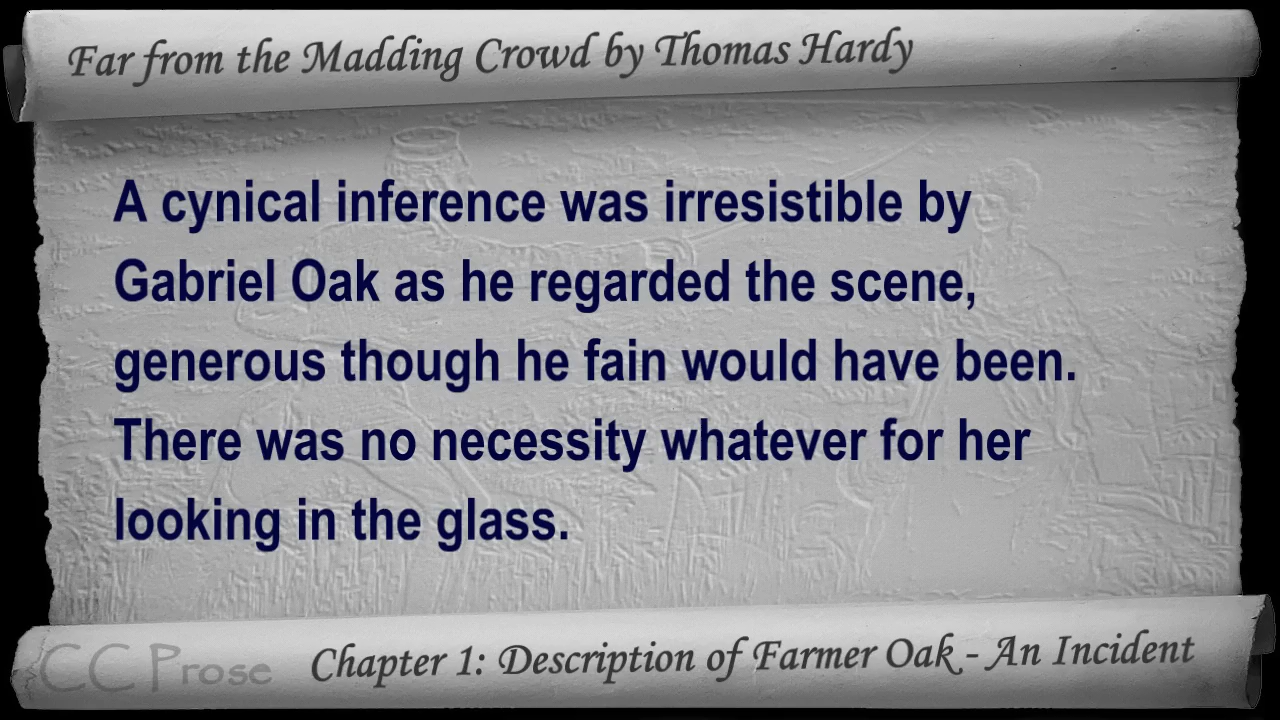 Far from the Madding Crowd by Thomas Hardy
A cynical inference was irresistible by
Gabriel Oak as he regarded the scene,
generous though he fain would have been.
There was no necessity whatever for her
looking in the glass.
CC Prose
Chapter 1: Description of Farmer Oak - An Incident